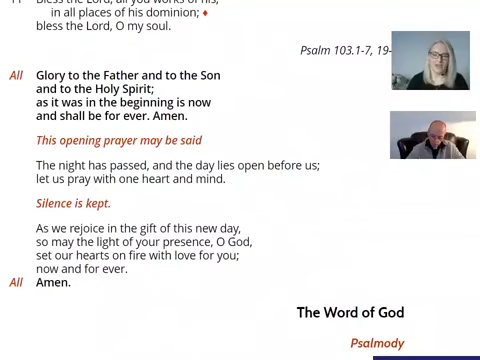 11 Bless the Lord, all you works of his,
in all places of his dominion; ♦
bless the Lord, O my soul.
Psalm 103.1-7, 19-
All Glory to the Father and to the Son
and to the Holy Spirit;
as it was in the beginning is now
and shall be for ever. Amen.
This opening prayer may be said
The night has passed, and the day lies open before us;
let us pray with one heart and mind.
Silence is kept.
As we rejoice in the gift of this new day,
so may the light of your presence, O God,
set our hearts on fire with love for you;
now and for ever.
All Amen.
The Word of God
Psalmody